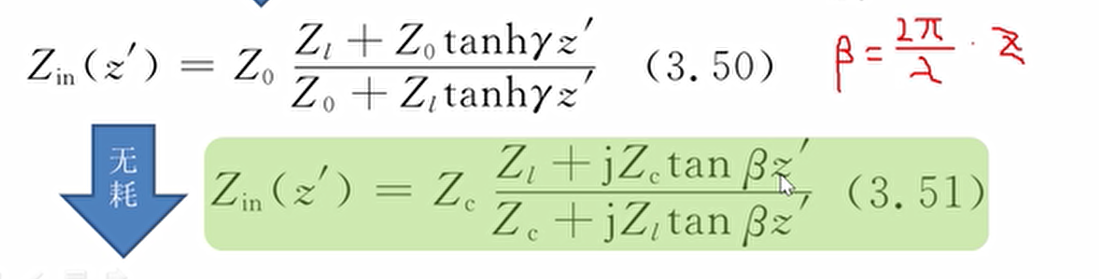 Z_in(z′) = Z_0 (Z_l + Z_0 tanhγz′)/(Z_0 + Z_l tanhγz′) (3.50) β = 2π/λ · z
无耗
Z_in(z′) = Z_c (Z_l + jZ_c tan βz′)/(Z_c + jZ_l tan βz′) (3.51)